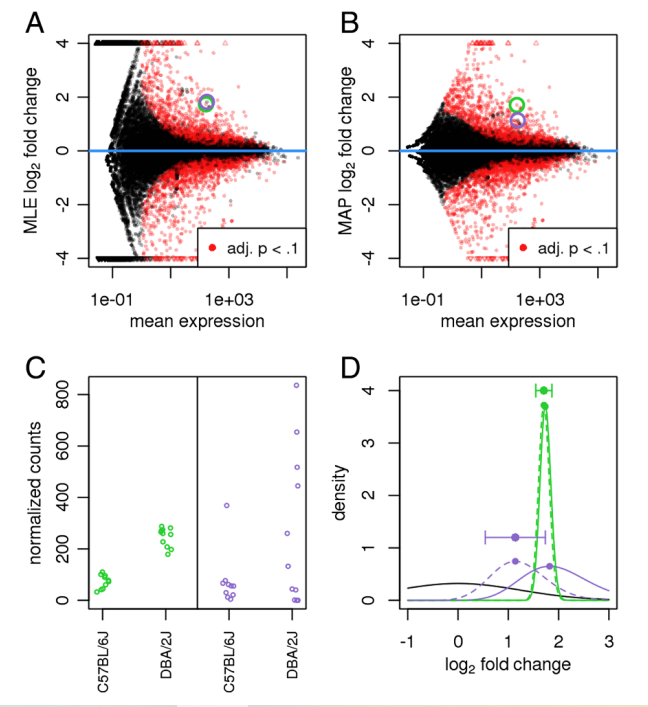 A
B
MLE log2 fold change
4
2
0
-2
-4
adj. p < .1
1e-01
1e+03
mean expression
MAP log2 fold change
4
2
0
-2
-4
adj. p < .1
1e-01
1e+03
mean expression
C
D
normalized counts
800
600
400
200
0
C57BL/6J
DBA/2J
C57BL/6J
DBA/2J
density
4
3
2
1
0
-1
0
1
2
3
log2 fold change